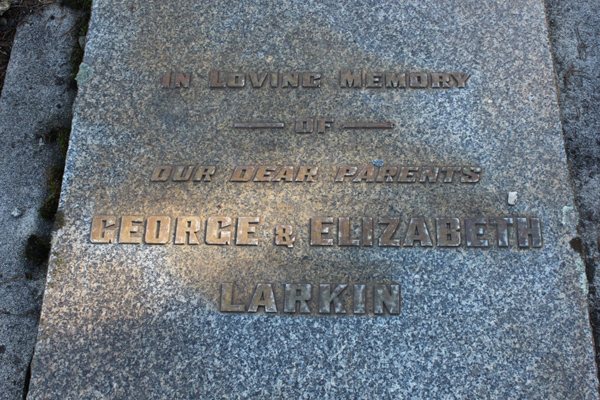 In Loving Memory
OF
OUR DEAR PARENTS
GEORGE & ELIZABETH
LARKIN